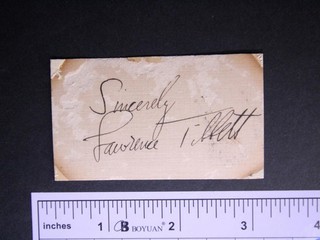 Sincerely
Lawrence Tibbett
inches 1 B BOYUAN 2 3 4